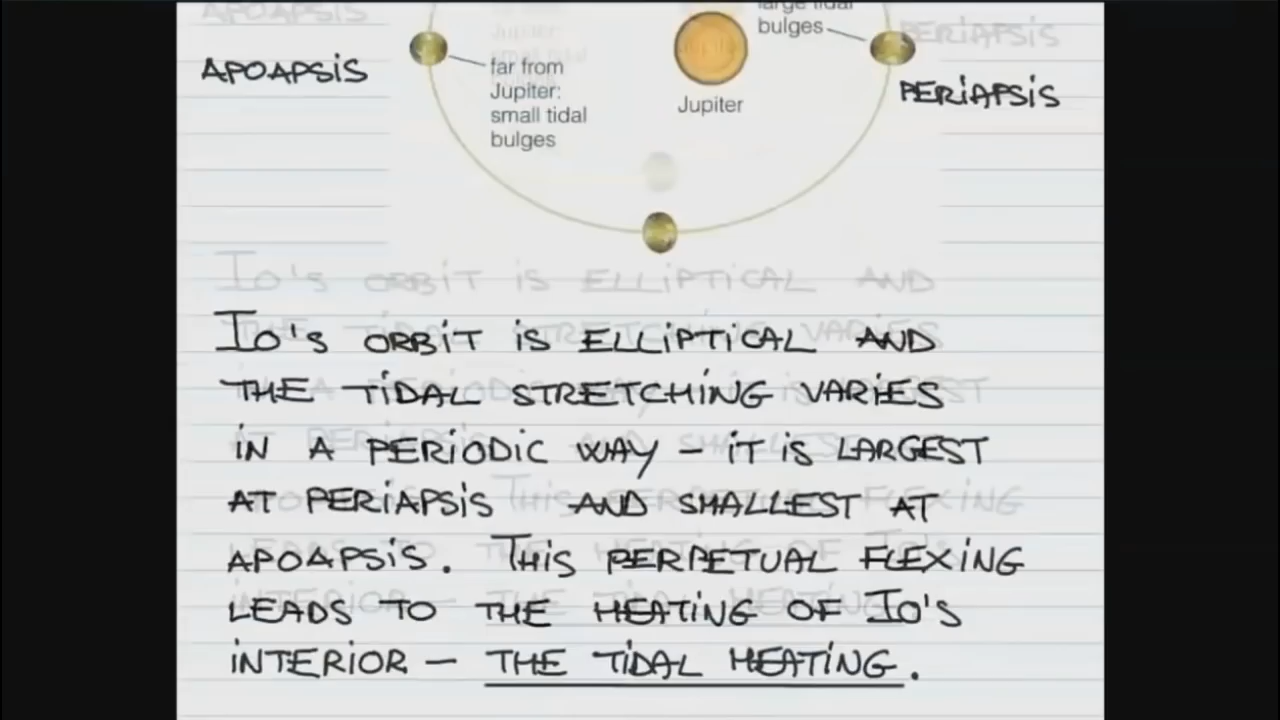 large tidal
bulges
APOAPSIS
far from
Jupiter:
small tidal
bulges
Jupiter
PERIAPSIS
Io's ORBIT IS ELLIPTICAL AND
THE TIDAL STRETCHING VARIES
IN A PERIODIC WAY – IT IS LARGEST
AT PERIAPSIS AND SMALLEST AT
APOAPSIS. THIS PERPETUAL FLEXING
LEADS TO THE HEATING OF Io'S
INTERIOR – THE TIDAL HEATING.